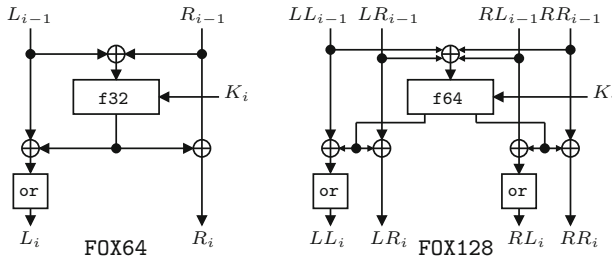 L_{i−1} R_{i−1} LL_{i−1} LR_{i−1} RL_{i−1} RR_{i−1}
f32 K_i f64 K
or or or
L_i R_i LL_i LR_i RL_i RR_i
FOX64 FOX128